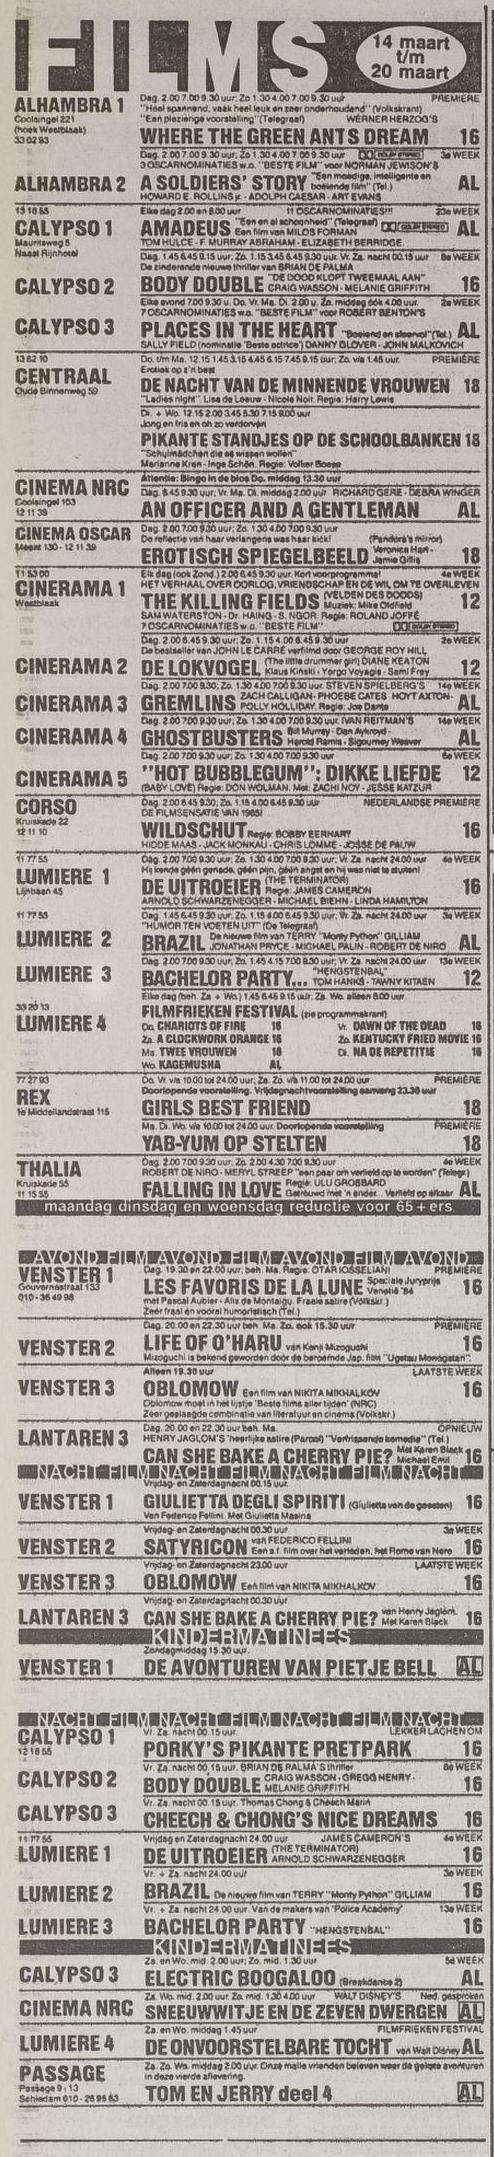 FILMS
14 maart
t/m
20 maart
ALHAMBRA 1
Coolsingel 221
(hoek Westblaak)
33 02 93
Dag. 2.00 7.00 9.30 uur; Zo 1.30 4.00 7.00 9.30 uur PREMIÈRE
"Heel spannend, vaak heel leuk en zeer onderhoudend" (Volkskrant)
"Een plezierige voorstelling" (Telegraaf) WERNER HERZOG'S
WHERE THE GREEN ANTS DREAM 16
Dag. 2.00 7.00 9.30 uur; Zo 1.30 4.00 7.00 9.30 uur DOLBY STEREO 3e WEEK
3 OSCARNOMINATIES w.o. "BESTE FILM" voor NORMAN JEWISON'S
ALHAMBRA 2 A SOLDIERS' STORY "Een moedige, intelligente en boeiende film" (Tel.) AL
HOWARD E. ROLLINS jr. - ADOLPH CAESAR - ART EVANS
13 18 55
CALYPSO 1
Mauritsweg 5
Naast Rijnhotel
Elke dag 2.00 en 8.00 uur 11 OSCARNOMINATIES!!! 23e WEEK
AMADEUS "Een en al schoonheid" (Telegraaf) Een film van MILOS FORMAN DOLBY STEREO AL
TOM HULCE - F. MURRAY ABRAHAM - ELIZABETH BERRIDGE
Dag. 1.45 6.45 9.15 uur; Zo. 1.15 3.45 6.45 9.30 uur. Vr. Za. nacht 00.15 uur 8e WEEK
De zinderende nieuwe thriller van BRIAN DE PALMA
CALYPSO 2 BODY DOUBLE "DE DOOD KLOPT TWEEMAAL AAN" CRAIG WASSON - MELANIE GRIFFITH 16
Elke avond 7.00 9.30 u. Do. Vr. Ma. Di. 2.00 u. Za. middag óók 4.00 uur 2e WEEK
7 OSCARNOMINATIES w.o. "BESTE FILM" voor ROBERT BENTON'S
CALYPSO 3 PLACES IN THE HEART "Boeiend en sfeervol" (Tel.) AL
SALLY FIELD (nominatie 'Beste actrice') DANNY GLOVER - JOHN MALKOVICH
13 82 10
CENTRAAL
Oude Binnenweg 59
Do. t/m Ma. 12.15 1.45 3.15 4.45 6.15 7.45 9.15 uur; Zo. v/a 1.45 uur. PREMIÈRE
Erotiek op z'n best
DE NACHT VAN DE MINNENDE VROUWEN 18
"Ladies night". Lisa de Leeuw - Nicole Noir. Regie: Harry Lewis
Di. + Wo. 12.15 2.00 3.45 5.30 7.15 9.00 uur
Jong en fris en oh zo verdorven
PIKANTE STANDJES OP DE SCHOOLBANKEN 18
"Schulmädchen die es wissen wollen"
Marianne Kren - Inge Schön. Regie: Volker Boese
Attentie: Bingo in de bios Do. middag 13.30 uur
CINEMA NRC
Coolsingel 103
12 11 39
Dag. 6.45 9.30 uur; Vr. Ma. Di. middag 2.00 uur RICHARD GERE - DEBRA WINGER
AN OFFICER AND A GENTLEMAN AL
CINEMA OSCAR
Meent 130 - 12 11 39
Dag. 2.00 7.00 9.30 uur; Zo. 1.30 4.00 7.00 9.30 uur
De reflectie van haar verlangens was haar kick! (Pandora's mirror)
EROTISCH SPIEGELBEELD Veronica Hart - Jamie Gillis 18
11 53 00
CINERAMA 1
Westblaak
Elk dag (ook Zond.) 2.00 6.45 9.30 uur. Kort voorprogramma! 4e WEEK
HET VERHAAL OVER OORLOG, VRIENDSCHAP EN DE WIL OM TE OVERLEVEN
THE KILLING FIELDS (VELDEN DES DOODS) Muziek: Mike Oldfield 12
SAM WATERSTON - Dr. HAING - S. NGOR. Regie: ROLAND JOFFÉ
7 OSCARNOMINATIES w.o. "BESTE FILM" DOLBY STEREO
Dag. 2.00 6.45 9.30 uur; Zo. 1.15 4.00 6.45 9.30 uur 2e WEEK
De bestseller van JOHN LE CARRÉ verfilmd door GEORGE ROY HILL
CINERAMA 2 DE LOKVOGEL (The little drummer girl) DIANE KEATON Klaus Kinski - Yorgo Voyagis - Sami Frey 12
Dag. 2.00 7.00 9.30; Zo. 1.30 4.00 7.00 9.30 uur STEVEN SPIELBERG'S 14e WEEK
CINERAMA 3 GREMLINS ZACH CALLIGAN - PHOEBE CATES - HOYT AXTON - POLLY HOLLIDAY. Regie: Joe Dante AL
Dag. 2.00 7.00 9.30 uur; Zo. 1.30 4.00 7.00 9.30 uur. IVAN REITMAN'S 14e WEEK
CINERAMA 4 GHOSTBUSTERS Bill Murray - Dan Aykroyd - Harold Ramis - Sigourney Weaver AL
Dag. 2.00 7.00 9.30 uur; Zo. 1.30 4.00 7.00 9.30 uur 6e WEEK
CINERAMA 5 "HOT BUBBLEGUM": DIKKE LIEFDE 12
(BABY LOVE) Regie: DON WOLMAN. Met: ZACHI NOY - JESSE KATZUR
CORSO
Kruiskade 22
12 11 10
Dag. 2.00 6.45 9.30; Zo. 1.15 4.00 6.45 9.30 uur NEDERLANDSE PREMIÈRE
DE FILMSENSATIE VAN 1985!
WILDSCHUT Regie: BOBBY EERHART 16
HIDDE MAAS - JACK MONKAU - CHRIS LOMME - JOSSE DE PAUW
11 77 55
LUMIERE 1
Lijnbaan 45
Dag. 2.00 7.00 9.30 uur; Zo. 1.30 4.00 7.00 9.30 uur; Vr. Za. nacht 24.00 uur 4e WEEK
Hij kende géén genade, géén pijn, géén angst en hij was niet te stuiten!
DE UITROEIER (THE TERMINATOR) Regie: JAMES CAMERON 16
ARNOLD SCHWARZENEGGER - MICHAEL BIEHN - LINDA HAMILTON
11 77 55
Dag. 1.45 6.45 9.15 uur; Zo. 1.15 4.00 6.45 9.30 uur; Vr. Za. nacht 24.00 uur 3e WEEK
"HUMOR TEN VOETEN UIT" (De Telegraaf)
LUMIERE 2 BRAZIL De nieuwe film van TERRY "Monty Python" GILLIAM JONATHAN PRYCE - MICHAEL PALIN - ROBERT DE NIRO AL
Dag. 2.00 7.00 9.30 uur; Zo. 1.45 4.15 7.00 9.30 uur; Vr. Za. nacht 24.00 uur 13e WEEK
LUMIERE 3 BACHELOR PARTY... "HENGSTENBAL" TOM HANKS - TAWNY KITAEN 12
33 20 13
LUMIERE 4
Elke dag (beh. Za + Wo.) 1.45 6.45 9.15 uur; Za. Wo. alleen 8.00 uur
FILMFRIEKEN FESTIVAL (zie programmakrant)
Do. CHARIOTS OF FIRE 16 Vr. DAWN OF THE DEAD 16
Za. A CLOCKWORK ORANGE 16 Zo. KENTUCKY FRIED MOVIE 16
Ma. TWEE VROUWEN 16 Di. NA DE REPETITIE 16
Wo. KAGEMUSHA AL
77 27 93
REX
1e Middellandstraat 115
Do. Vr. v/a 10.00 tot 24.00 uur; Za. Zo. v/a 11.00 tot 24.00 uur PREMIÈRE
Doorlopende voorstelling. Vrijdagnachtvoorstelling aanvang 23.30 uur
GIRLS BEST FRIEND 18
Ma. Di. Wo. v/a 10.00 tot 24.00 uur. Doorlopende voorstelling PREMIÈRE
YAB-YUM OP STELTEN 18
THALIA
Kruiskade 55
11 15 55
Dag. 2.00 7.00 9.30 uur; Zo. 2.00 4.30 7.00 9.30 uur 4e WEEK
ROBERT DE NIRO - MERYL STREEP "een paar om verliefd op te worden" (Telegr.)
FALLING IN LOVE Regie: ULU GROSBARD Getrouwd met 'n ander... Verliefd op elkaar AL
maandag dinsdag en woensdag reductie voor 65+ers
AVOND FILM AVOND FILM AVOND FILM AVOND
VENSTER 1
Gouvernestraat 133
010-36 49 98
Dag. 19.30 en 22.00 uur, beh. Ma. Regie: OTAR IOSSELIANI PREMIÈRE
LES FAVORIS DE LA LUNE Speciale Juryprijs Venetië '84 16
met Pascal Aubier - Alix de Montaigu. Fraaie satire (Volkskr.)
Zeer fraai en vooral humoristisch (Tel.)
Dag. 20.00 en 22.30 uur beh. Ma. Zo. ook 15.30 uur PREMIÈRE
VENSTER 2 LIFE OF O'HARU van Kenji Mizoguchi 16
Mizoguchi is bekend geworden door de beroemde Jap. film "Ugetsu Monogatari".
Alleen 19.30 uur LAATSTE WEEK
VENSTER 3 OBLOMOW Een film van NIKITA MIKHALKOV 16
Oblomow moet in het lijstje 'Beste films aller tijden' (NRC)
Zeer geslaagde combinatie van literatuur en cinema (Volkskr.)
Dag. 20.00 en 22.30 uur beh. Ma. OPNIEUW
LANTAREN 3 HENRY JAGLOM'S "heerlijke satire (Parool) "Verfrissende komedie" (Tel.)
CAN SHE BAKE A CHERRY PIE? Met Karen Black Michael Emil 16
NACHT FILM NACHT FILM NACHT FILM NACHT
Vrijdag- en Zaterdagnacht 00.15 uur.
VENSTER 1 GIULIETTA DEGLI SPIRITI (Giulietta van de geesten) 16
Van Federico Fellini. Met Giulietta Masina
Vrijdag- en Zaterdagnacht 00.30 uur 3e WEEK
VENSTER 2 SATYRICON van FEDERICO FELLINI Een s.f. film over het verleden, het Rome van Nero 16
Vrijdag- en Zaterdagnacht 23.00 uur LAATSTE WEEK
VENSTER 3 OBLOMOW Een film van NIKITA MIKHALKOV 16
Vrijdag- en Zaterdagnacht 00.30 uur
LANTAREN 3 CAN SHE BAKE A CHERRY PIE? van Henry Jaglom. Met Karen Black 16
KINDERMATINEES
Zondagmiddag 15.30 uur.
VENSTER 1 DE AVONTUREN VAN PIETJE BELL AL
NACHT FILM NACHT FILM NACHT FILM NACHT
CALYPSO 1
12 18 55
Vr. Za. nacht 00.15 uur. LEKKER LACHEN OM
PORKY'S PIKANTE PRETPARK 16
Vr. Za. nacht 00.15 uur. BRIAN DE PALMA'S thriller 8e WEEK
CALYPSO 2 BODY DOUBLE CRAIG WASSON - GREGG HENRY - MELANIE GRIFFITH 16
Vr. Za. nacht 00.15 uur. Thomas Chong & Cheech Marin
CALYPSO 3 CHEECH & CHONG'S NICE DREAMS 16
11 77 55
Vrijdag en Zaterdagnacht 24.00 uur JAMES CAMERON'S 4e WEEK
LUMIERE 1 DE UITROEIER (THE TERMINATOR) ARNOLD SCHWARZENEGGER 16
Vr. + Za. nacht 24.00 uur 3e WEEK
LUMIERE 2 BRAZIL De nieuwe film van TERRY "Monty Python" GILLIAM 16
Vr. + Za. nacht 24.00 uur. Van de makers van 'Police Academy' 13e WEEK
LUMIERE 3 BACHELOR PARTY "HENGSTENBAL" 16
KINDERMATINEES
Za. en Wo. mid. 2.00 uur; Zo. mid. 1.30 uur 5e WEEK
CALYPSO 3 ELECTRIC BOOGALOO (Breakdance 2) AL
Za. Wo. mid. 2.00 uur. Zo. mid. 1.30 4.00 uur WALT DISNEY'S Ned. gesproken
CINEMA NRC SNEEUWWITJE EN DE ZEVEN DWERGEN AL
Za. en Wo. middag 1.45 uur FILMFRIEKEN FESTIVAL
LUMIERE 4 DE ONVOORSTELBARE TOCHT van Walt Disney AL
PASSAGE
Passage 9 - 13
Schiedam 010 - 26 95 63
Za. Zo. Wo. middag 2.00 uur. Onze malle vrienden beleven weer de gekste avonturen
in deze vierde aflevering.
TOM EN JERRY deel 4 AL